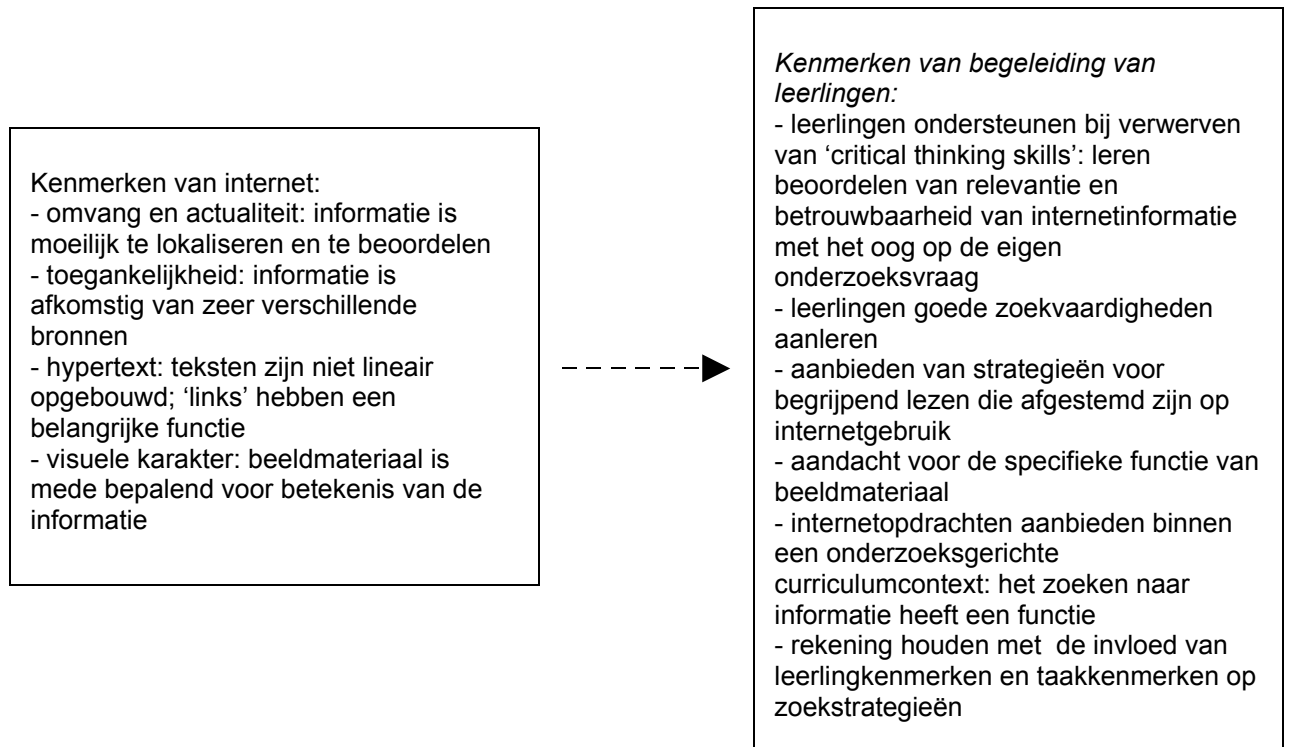 Kenmerken van internet:
- omvang en actualiteit: informatie is
moeilijk te lokaliseren en te beoordelen
- toegankelijkheid: informatie is
afkomstig van zeer verschillende
bronnen
- hypertext: teksten zijn niet lineair
opgebouwd; ‘links’ hebben een
belangrijke functie
- visuele karakter: beeldmateriaal is
mede bepalend voor betekenis van de
informatie
Kenmerken van begeleiding van
leerlingen:
- leerlingen ondersteunen bij verwerven
van ‘critical thinking skills’: leren
beoordelen van relevantie en
betrouwbaarheid van internetinformatie
met het oog op de eigen
onderzoeksvraag
- leerlingen goede zoekvaardigheden
aanleren
- aanbieden van strategieën voor
begrijpend lezen die afgestemd zijn op
internetgebruik
- aandacht voor de specifieke functie van
beeldmateriaal
- internetopdrachten aanbieden binnen
een onderzoeksgerichte
curriculumcontext: het zoeken naar
informatie heeft een functie
- rekening houden met  de invloed van
leerlingkenmerken en taakkenmerken op
zoekstrategieën